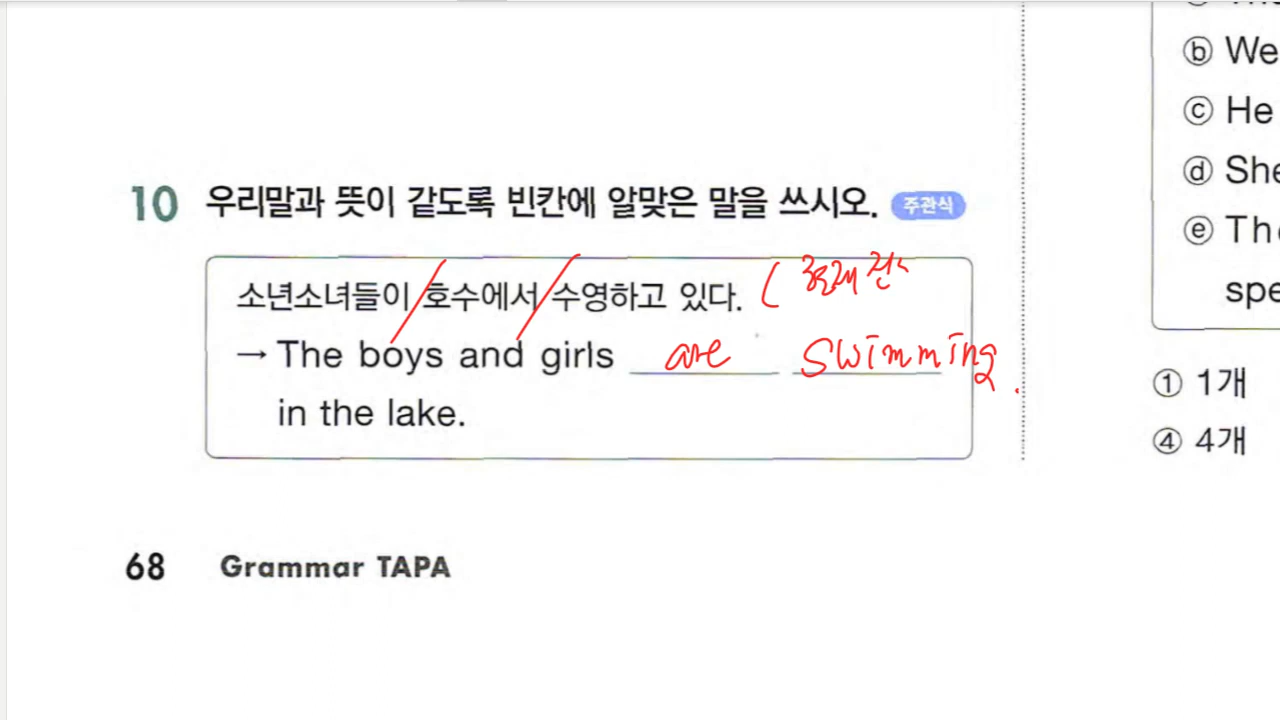 10 우리말과 뜻이 같도록 빈칸에 알맞은 말을 쓰시오. 주관식
소년소녀들이 호수에서 수영하고 있다. (
→ The boys and girls are swimming.
in the lake.
68 Grammar TAPA
ⓑ We
ⓒ He
ⓓ She
ⓔ Th
spe
① 1개
④ 4개